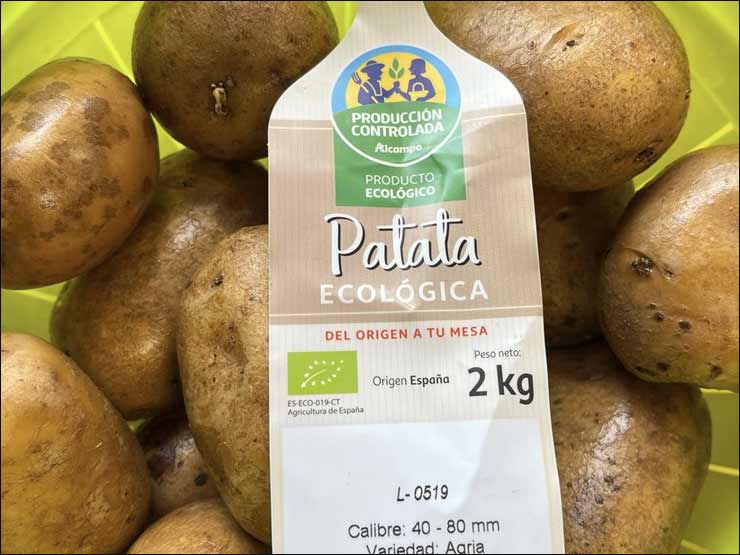 PRODUCCIÓN
CONTROLADA
Alcampo
PRODUCTO
ECOLÓGICO
Patata
ECOLÓGICA
DEL ORIGEN A TU MESA
ES-ECO-019-CT
Agricultura de España
Origen España
Peso neto:
2 kg
L- 0519
Calibre: 40 - 80 mm
Variedad: Agria